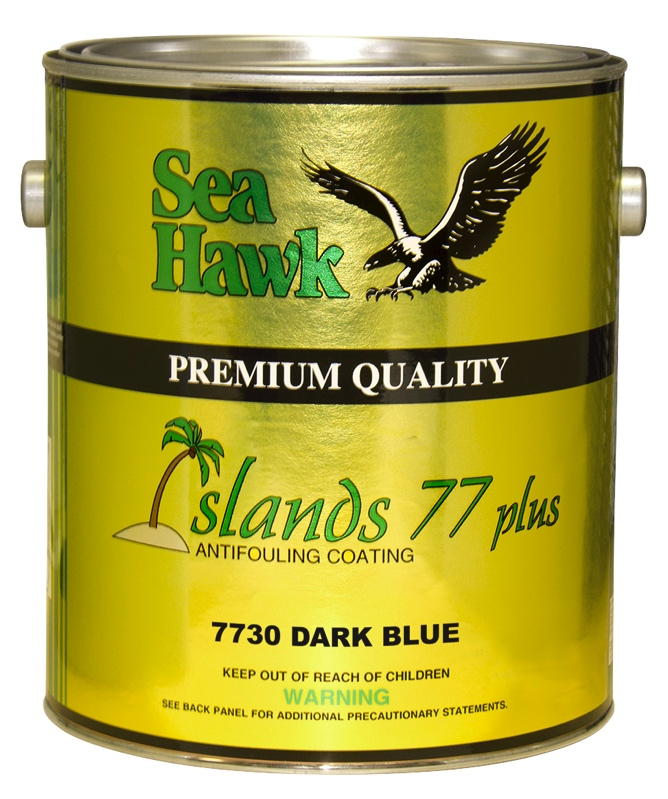 Sea
Hawk
PREMIUM QUALITY
Islands 77 plus
ANTIFOULING COATING
7730 DARK BLUE
KEEP OUT OF REACH OF CHILDREN
WARNING
SEE BACK PANEL FOR ADDITIONAL PRECAUTIONARY STATEMENTS.